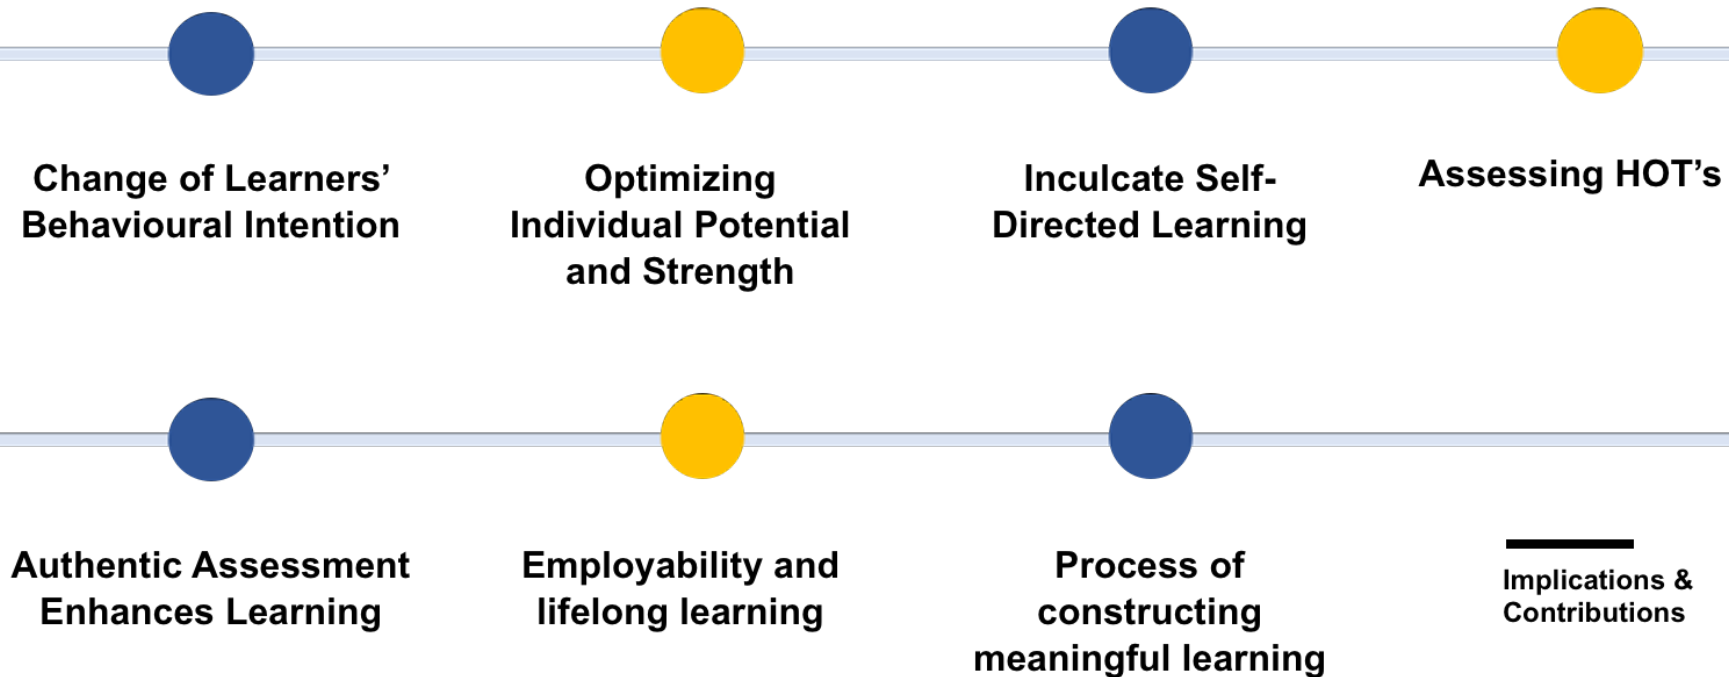 Change of Learners’
Behavioural Intention
Optimizing
Individual Potential
and Strength
Inculcate Self-
Directed Learning
Assessing HOT’s
Authentic Assessment
Enhances Learning
Employability and
lifelong learning
Process of
constructing
meaningful learning
Implications &
Contributions